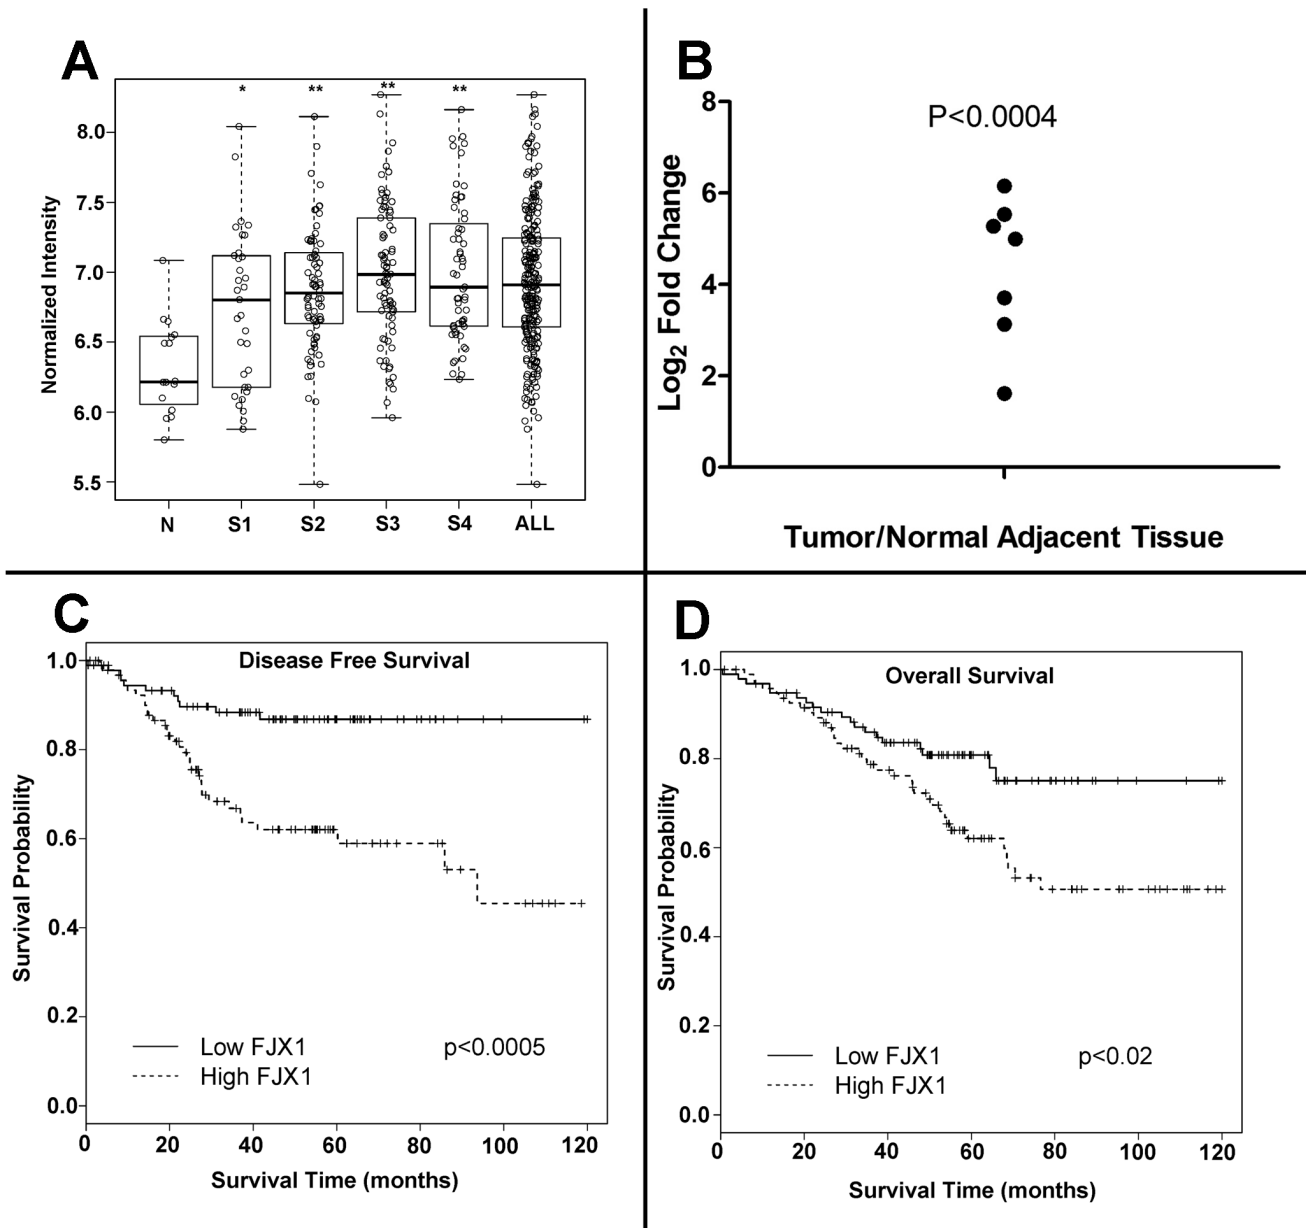 A
* ** ** **
Normalized Intensity
8.0
7.5
7.0
6.5
6.0
5.5
N S1 S2 S3 S4 ALL
B
P<0.0004
Log2 Fold Change
8
6
4
2
0
Tumor/Normal Adjacent Tissue
C
Disease Free Survival
Survival Probability
1.0
0.8
0.6
0.4
0.2
0.0
Low FJX1
High FJX1
p<0.0005
0 20 40 60 80 100 120
Survival Time (months)
D
Overall Survival
Survival Probability
1.0
0.8
0.6
0.4
0.2
0.0
Low FJX1
High FJX1
p<0.02
0 20 40 60 80 100 120
Survival Time (months)